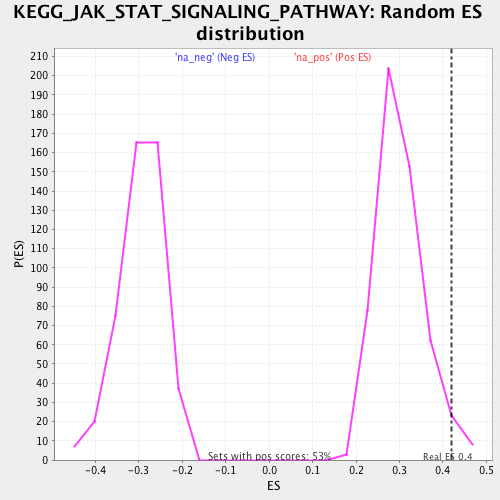 KEGG_JAK_STAT_SIGNALING_PATHWAY: Random ES
distribution
'na_neg' (Neg ES) 'na_pos' (Pos ES)
210
200
190
180
170
160
150
140
130
120
110
100
90
80
70
60
50
40
30
20
10
0
P(ES)
Sets with pos scores: 53%
Real ES 0.4
-0.4 -0.3 -0.2 -0.1 0.0 0.1 0.2 0.3 0.4 0.5
ES